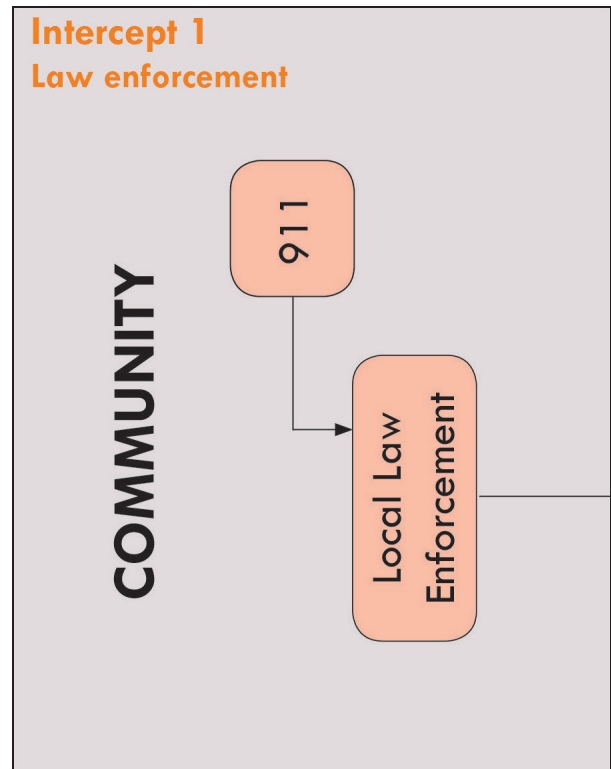 Intercept 1
Law enforcement
COMMUNITY
911
Local Law
Enforcement